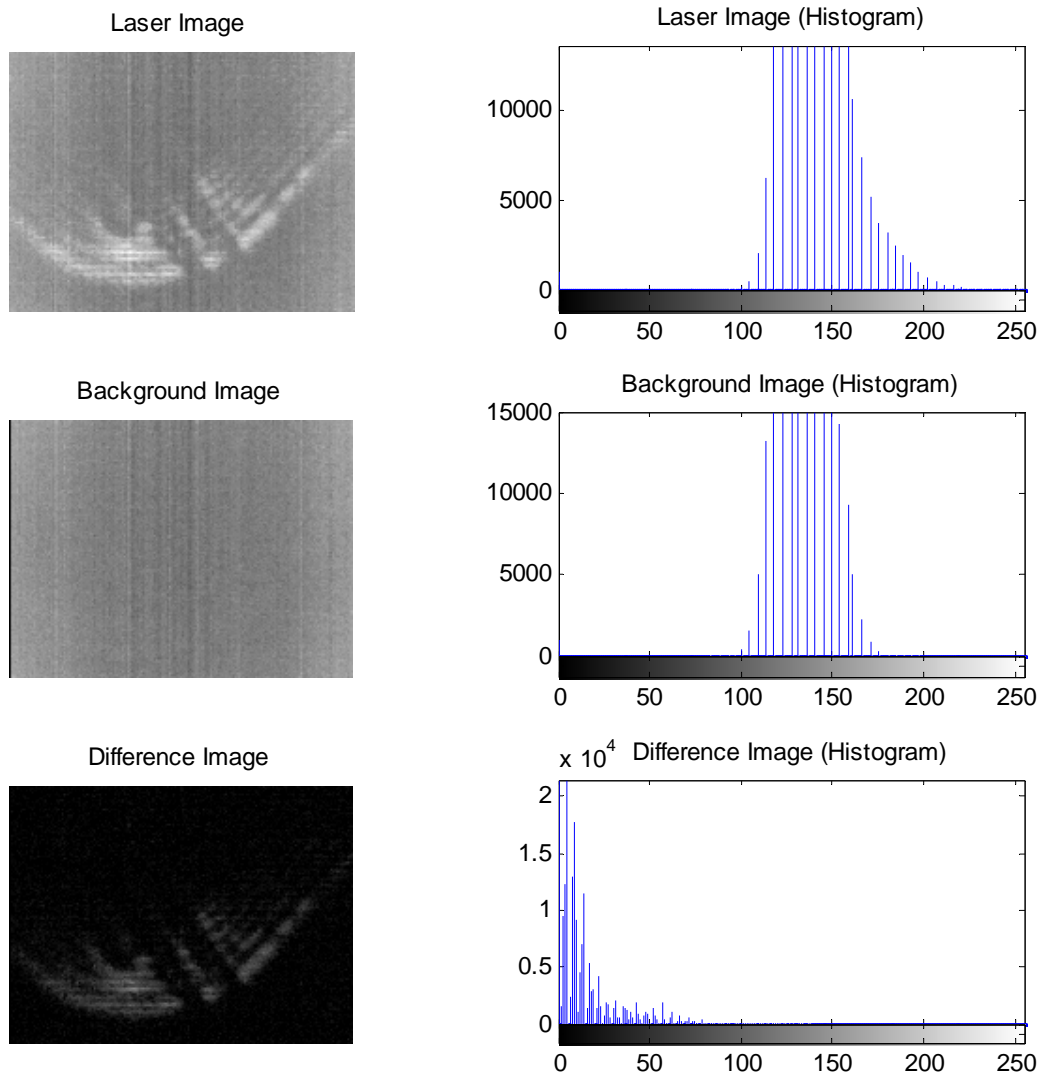 Laser Image
Laser Image (Histogram)
10000
5000
0
0 50 100 150 200 250
Background Image
Background Image (Histogram)
15000
10000
5000
0
0 50 100 150 200 250
Difference Image
x 10^4 Difference Image (Histogram)
2
1.5
1
0.5
0
0 50 100 150 200 250